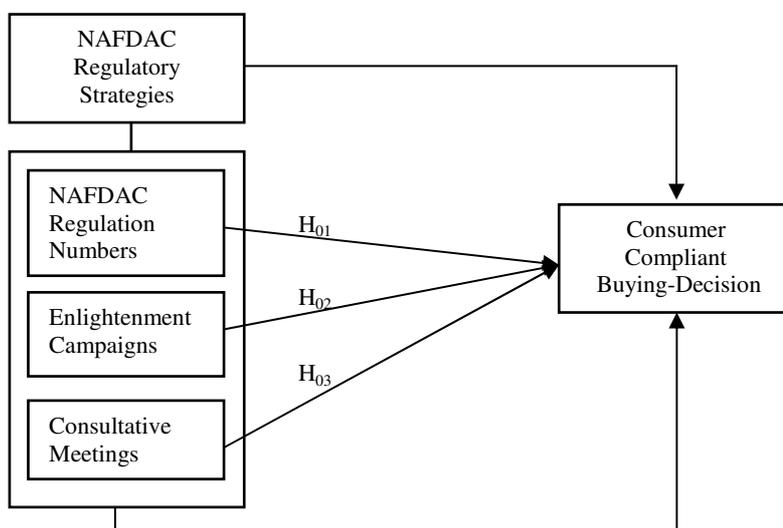 NAFDAC
Regulatory
Strategies
NAFDAC
Regulation
Numbers
H01
Consumer
Compliant
Buying-Decision
Enlightenment
Campaigns
H02
Consultative
Meetings
H03